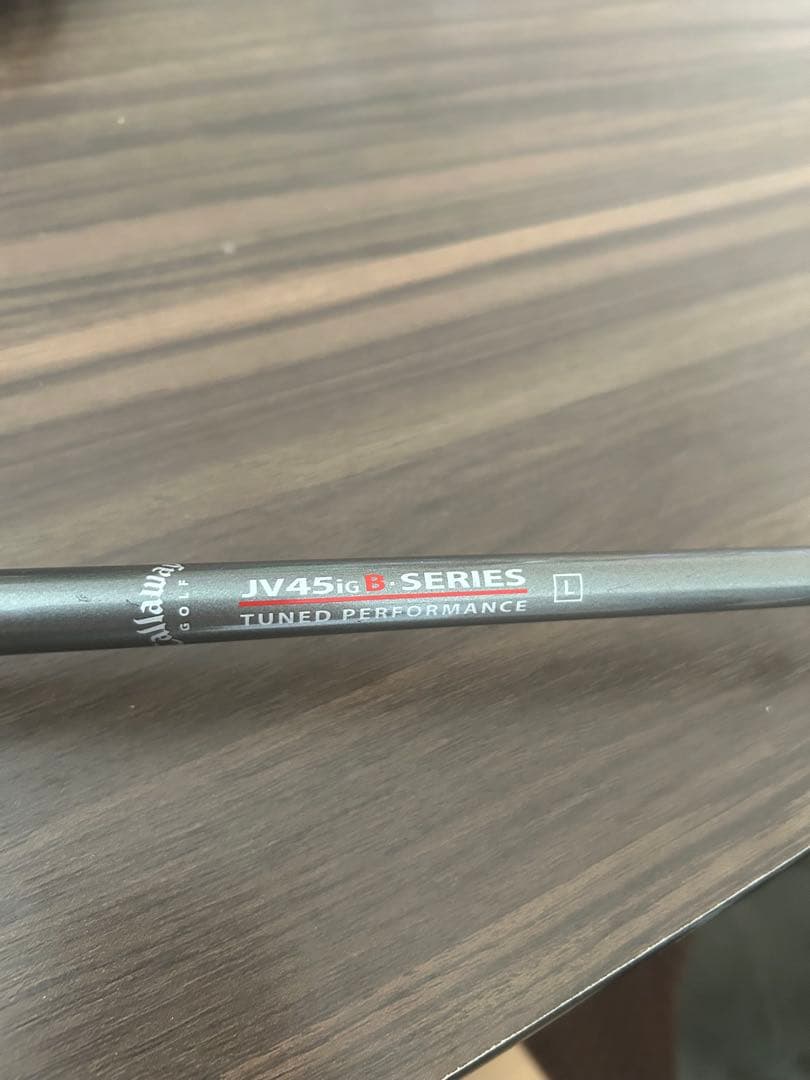 Callaway
GOLF
JV45iG B·SERIES L
TUNED PERFORMANCE